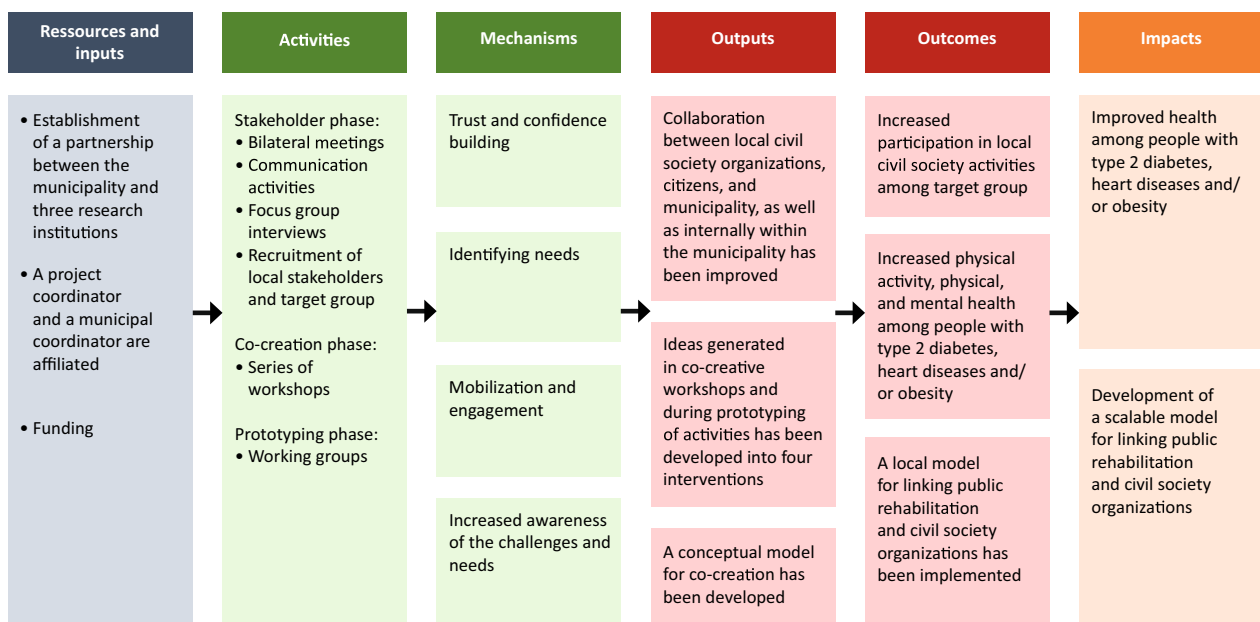 Ressources and
inputs
Activities
Mechanisms
Outputs
Outcomes
Impacts
• Establishment
of a partnership
between the
municipality and
three research
institutions
• A project
coordinator
and a municipal
coordinator are
affiliated
• Funding
Stakeholder phase:
• Bilateral meetings
• Communication
activities
• Focus group
interviews
• Recruitment of
local stakeholders
and target group
Co-creation phase:
• Series of
workshops
Prototyping phase:
• Working groups
Trust and confidence
building
Identifying needs
Mobilization and
engagement
Increased awareness
of the challenges and
needs
Collaboration
between local civil
society organizations,
citizens, and
municipality, as well
as internally within
the municipality has
been improved
Ideas generated
in co-creative
workshops and
during prototyping
of activities has been
developed into four
interventions
A conceptual model
for co-creation has
been developed
Increased
participation in local
civil society activities
among target group
Increased physical
activity, physical,
and mental health
among people with
type 2 diabetes,
heart diseases and/
or obesity
A local model
for linking public
rehabilitation
and civil society
organizations has
been implemented
Improved health
among people with
type 2 diabetes,
heart diseases and/
or obesity
Development of
a scalable model
for linking public
rehabilitation
and civil society
organizations